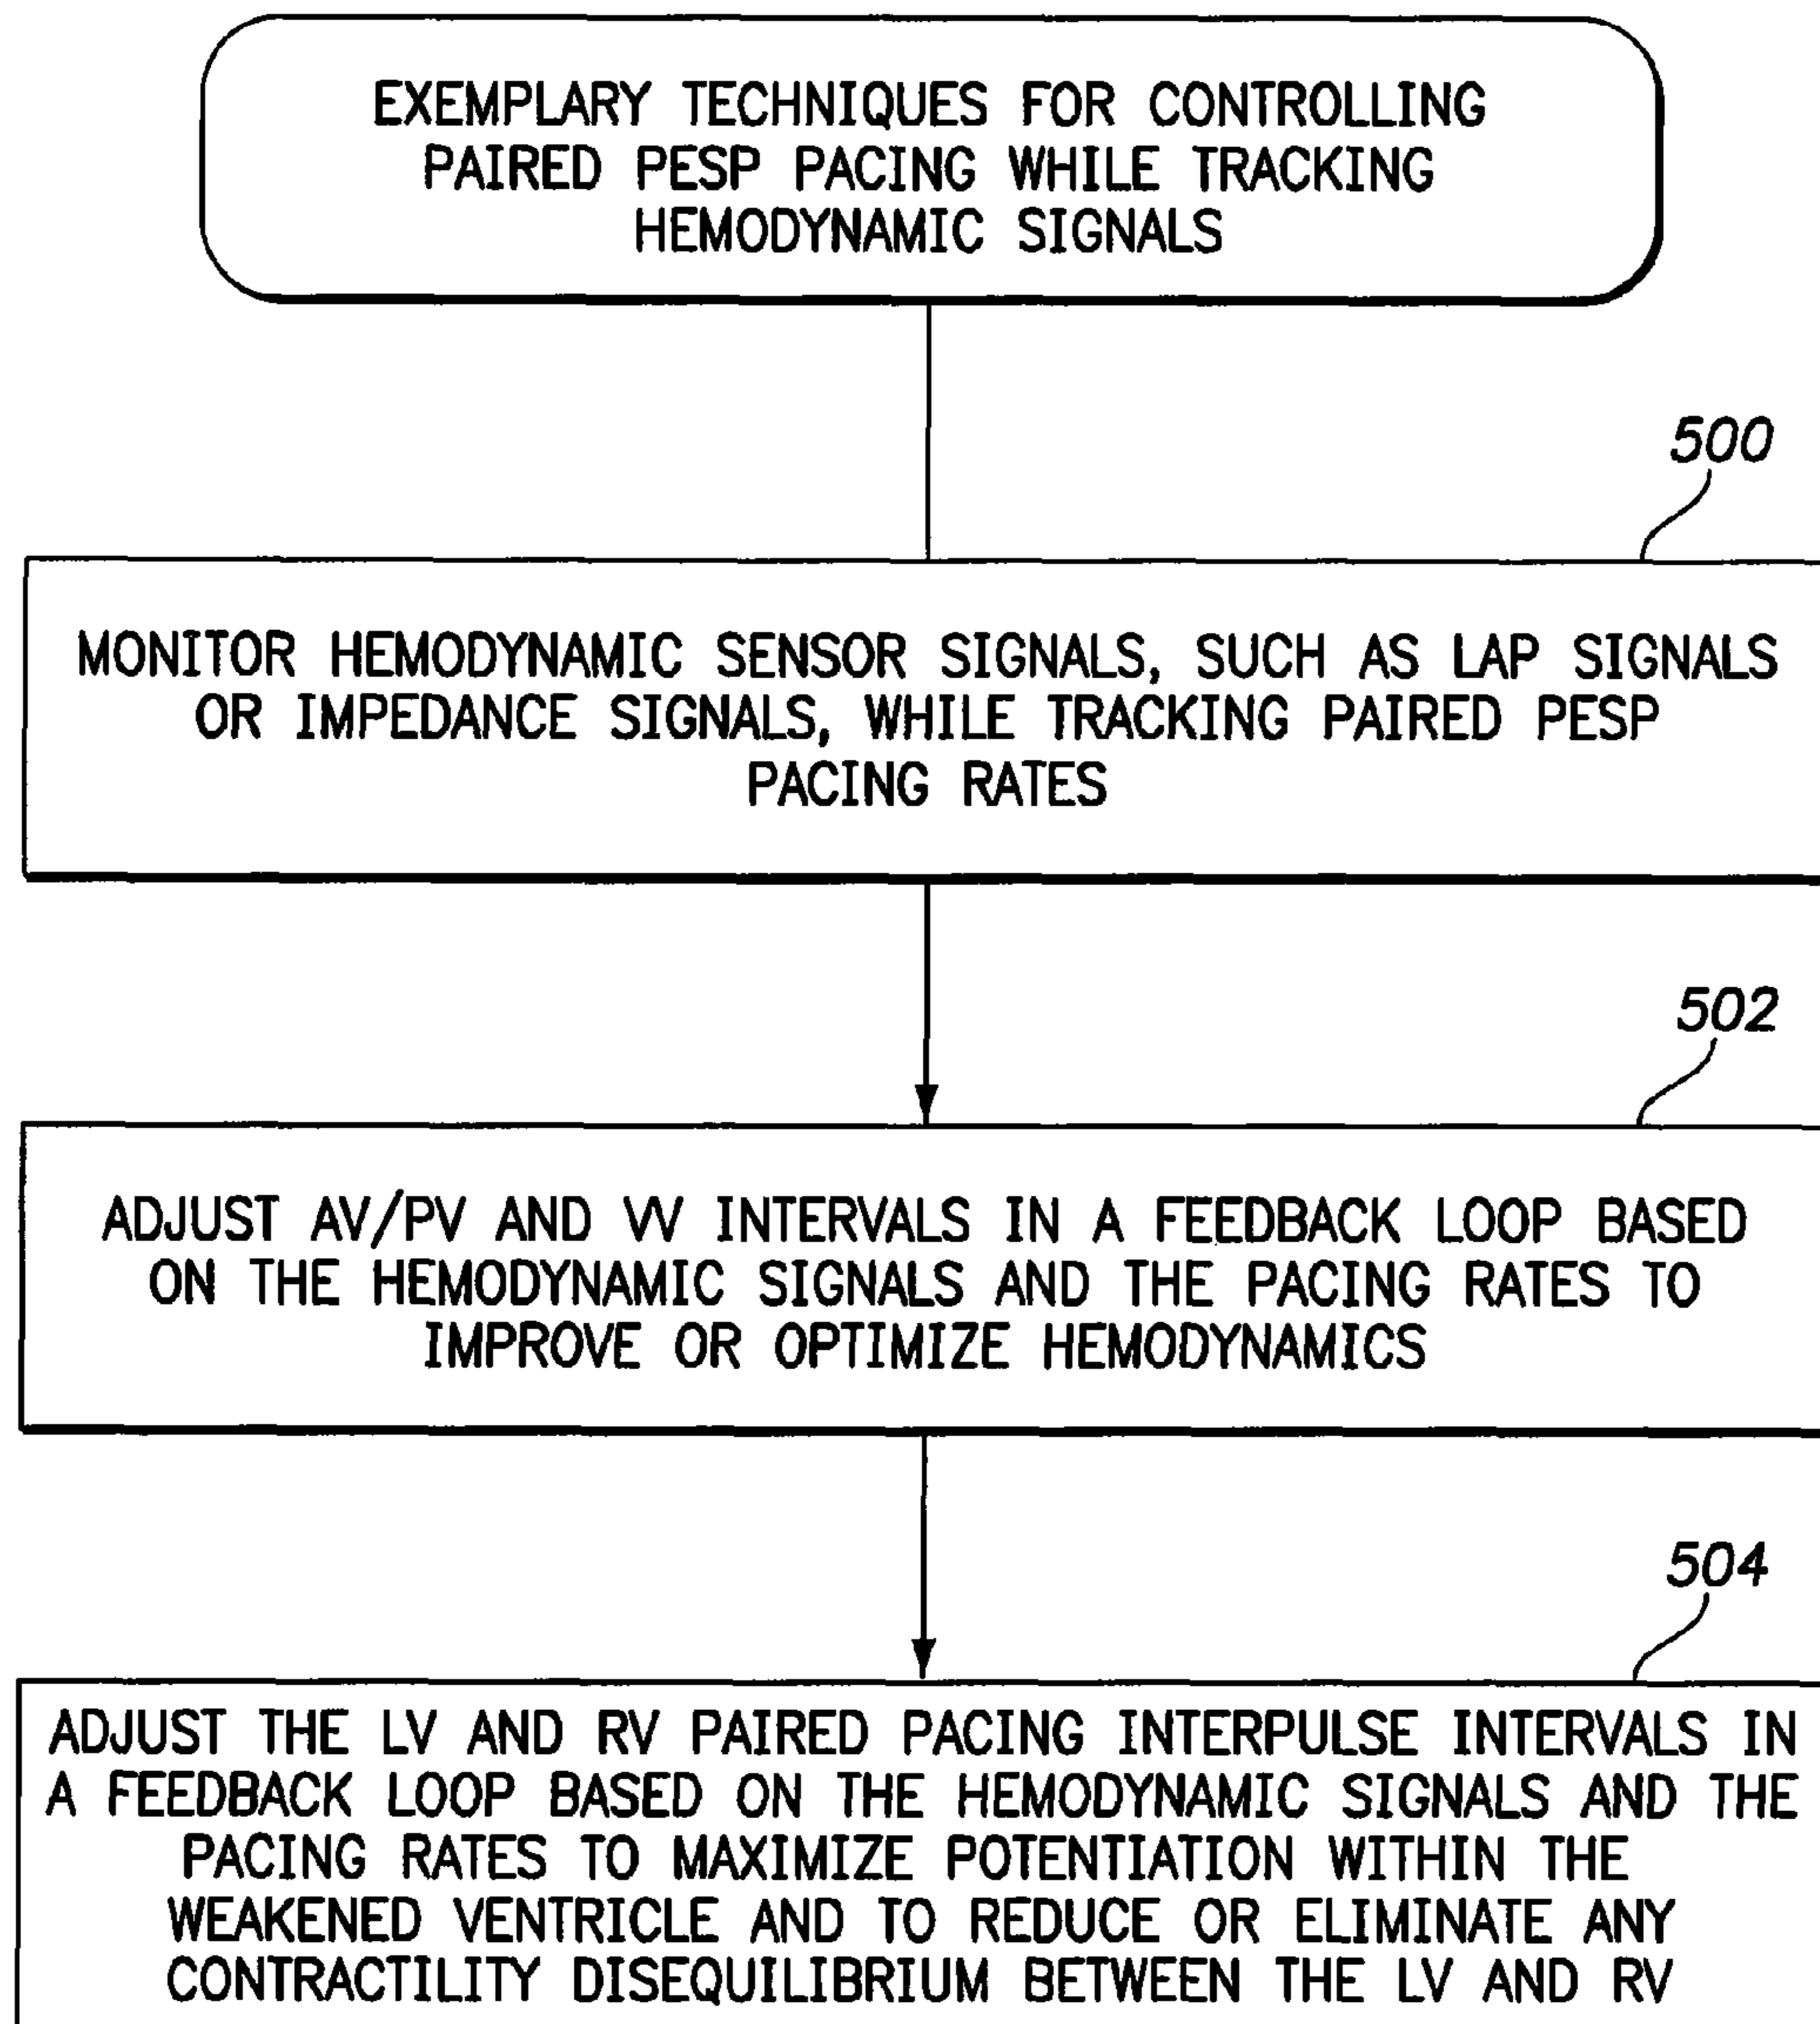 EXEMPLARY TECHNIQUES FOR CONTROLLING
PAIRED PESP PACING WHILE TRACKING
HEMODYNAMIC SIGNALS
500
MONITOR HEMODYNAMIC SENSOR SIGNALS, SUCH AS LAP SIGNALS
OR IMPEDANCE SIGNALS, WHILE TRACKING PAIRED PESP
PACING RATES
502
ADJUST AV/PV AND VV INTERVALS IN A FEEDBACK LOOP BASED
ON THE HEMODYNAMIC SIGNALS AND THE PACING RATES TO
IMPROVE OR OPTIMIZE HEMODYNAMICS
504
ADJUST THE LV AND RV PAIRED PACING INTERPULSE INTERVALS IN
A FEEDBACK LOOP BASED ON THE HEMODYNAMIC SIGNALS AND THE
PACING RATES TO MAXIMIZE POTENTIATION WITHIN THE
WEAKENED VENTRICLE AND TO REDUCE OR ELIMINATE ANY
CONTRACTILITY DISEQUILIBRIUM BETWEEN THE LV AND RV